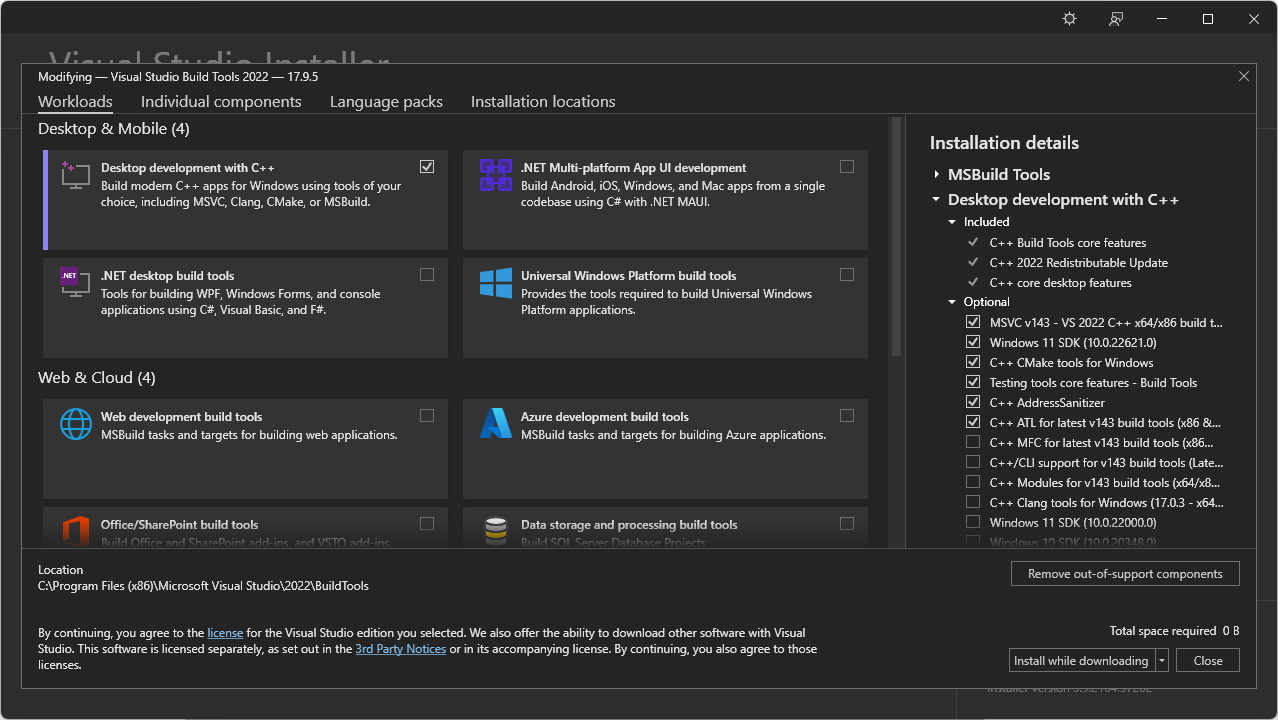 Visual Studio Installer
Modifying — Visual Studio Build Tools 2022 — 17.9.5
Workloads
Individual components
Language packs
Installation locations
Desktop & Mobile (4)
Desktop development with C++
Build modern C++ apps for Windows using tools of your
choice, including MSVC, Clang, CMake, or MSBuild.
.NET Multi-platform App UI development
Build Android, iOS, Windows, and Mac apps from a single
codebase using C# with .NET MAUI.
.NET
.NET desktop build tools
Tools for building WPF, Windows Forms, and console
applications using C#, Visual Basic, and F#.
Universal Windows Platform build tools
Provides the tools required to build Universal Windows
Platform applications.
Web & Cloud (4)
Web development build tools
MSBuild tasks and targets for building web applications.
Azure development build tools
MSBuild tasks and targets for building Azure applications.
Office/SharePoint build tools
Build Office and SharePoint add-ins, and VSTO add-ins.
Data storage and processing build tools
Build SQL Server Database Projects
Installation details
MSBuild Tools
Desktop development with C++
Included
C++ Build Tools core features
C++ 2022 Redistributable Update
C++ core desktop features
Optional
MSVC v143 - VS 2022 C++ x64/x86 build t...
Windows 11 SDK (10.0.22621.0)
C++ CMake tools for Windows
Testing tools core features - Build Tools
C++ AddressSanitizer
C++ ATL for latest v143 build tools (x86 &...
C++ MFC for latest v143 build tools (x86...
C++/CLI support for v143 build tools (Late...
C++ Modules for v143 build tools (x64/x8...
C++ Clang tools for Windows (17.0.3 - x64...
Windows 11 SDK (10.0.22000.0)
Windows 10 SDK (10.0.20348.0)
Location
C:\Program Files (x86)\Microsoft Visual Studio\2022\BuildTools
Remove out-of-support components
By continuing, you agree to the license for the Visual Studio edition you selected. We also offer the ability to download other software with Visual
Studio. This software is licensed separately, as set out in the 3rd Party Notices or in its accompanying license. By continuing, you also agree to those
licenses.
Total space required 0 B
Install while downloading
Close
Installer version